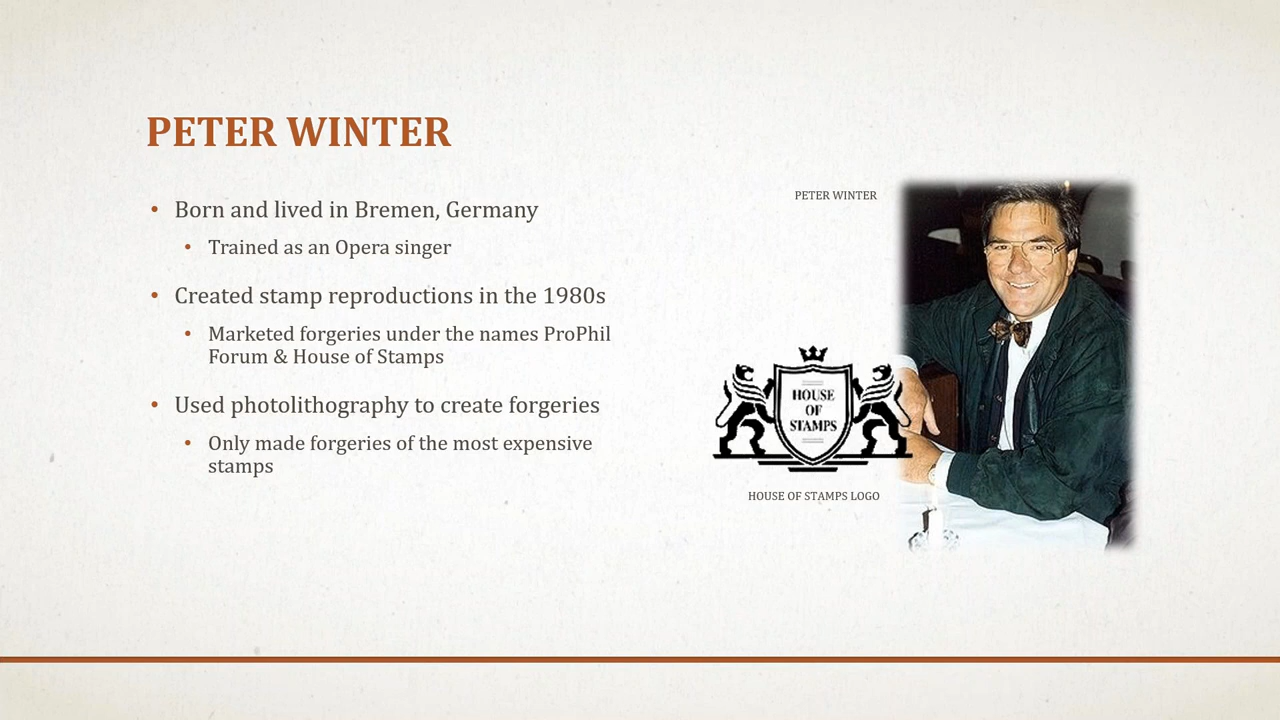 PETER WINTER
• Born and lived in Bremen, Germany
• Trained as an Opera singer
• Created stamp reproductions in the 1980s
• Marketed forgeries under the names ProPhil
Forum & House of Stamps
• Used photolithography to create forgeries
• Only made forgeries of the most expensive
stamps
PETER WINTER
HOUSE
OF
STAMPS
HOUSE OF STAMPS LOGO